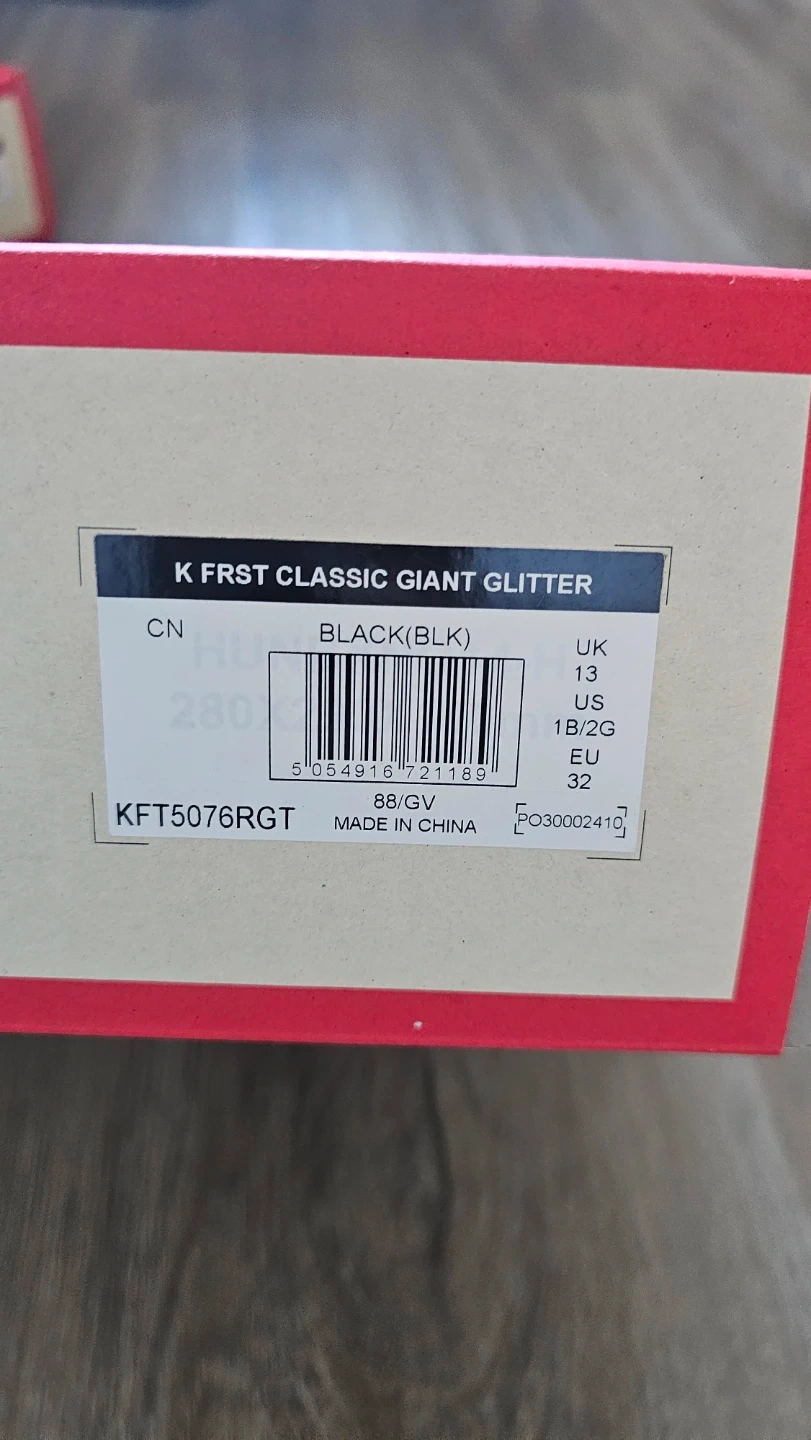 K FRST CLASSIC GIANT GLITTER
CN
BLACK(BLK)
UK
13
US
1B/2G
EU
32
5 054916 721189
88/GV
KFT5076RGT
MADE IN CHINA
PO30002410